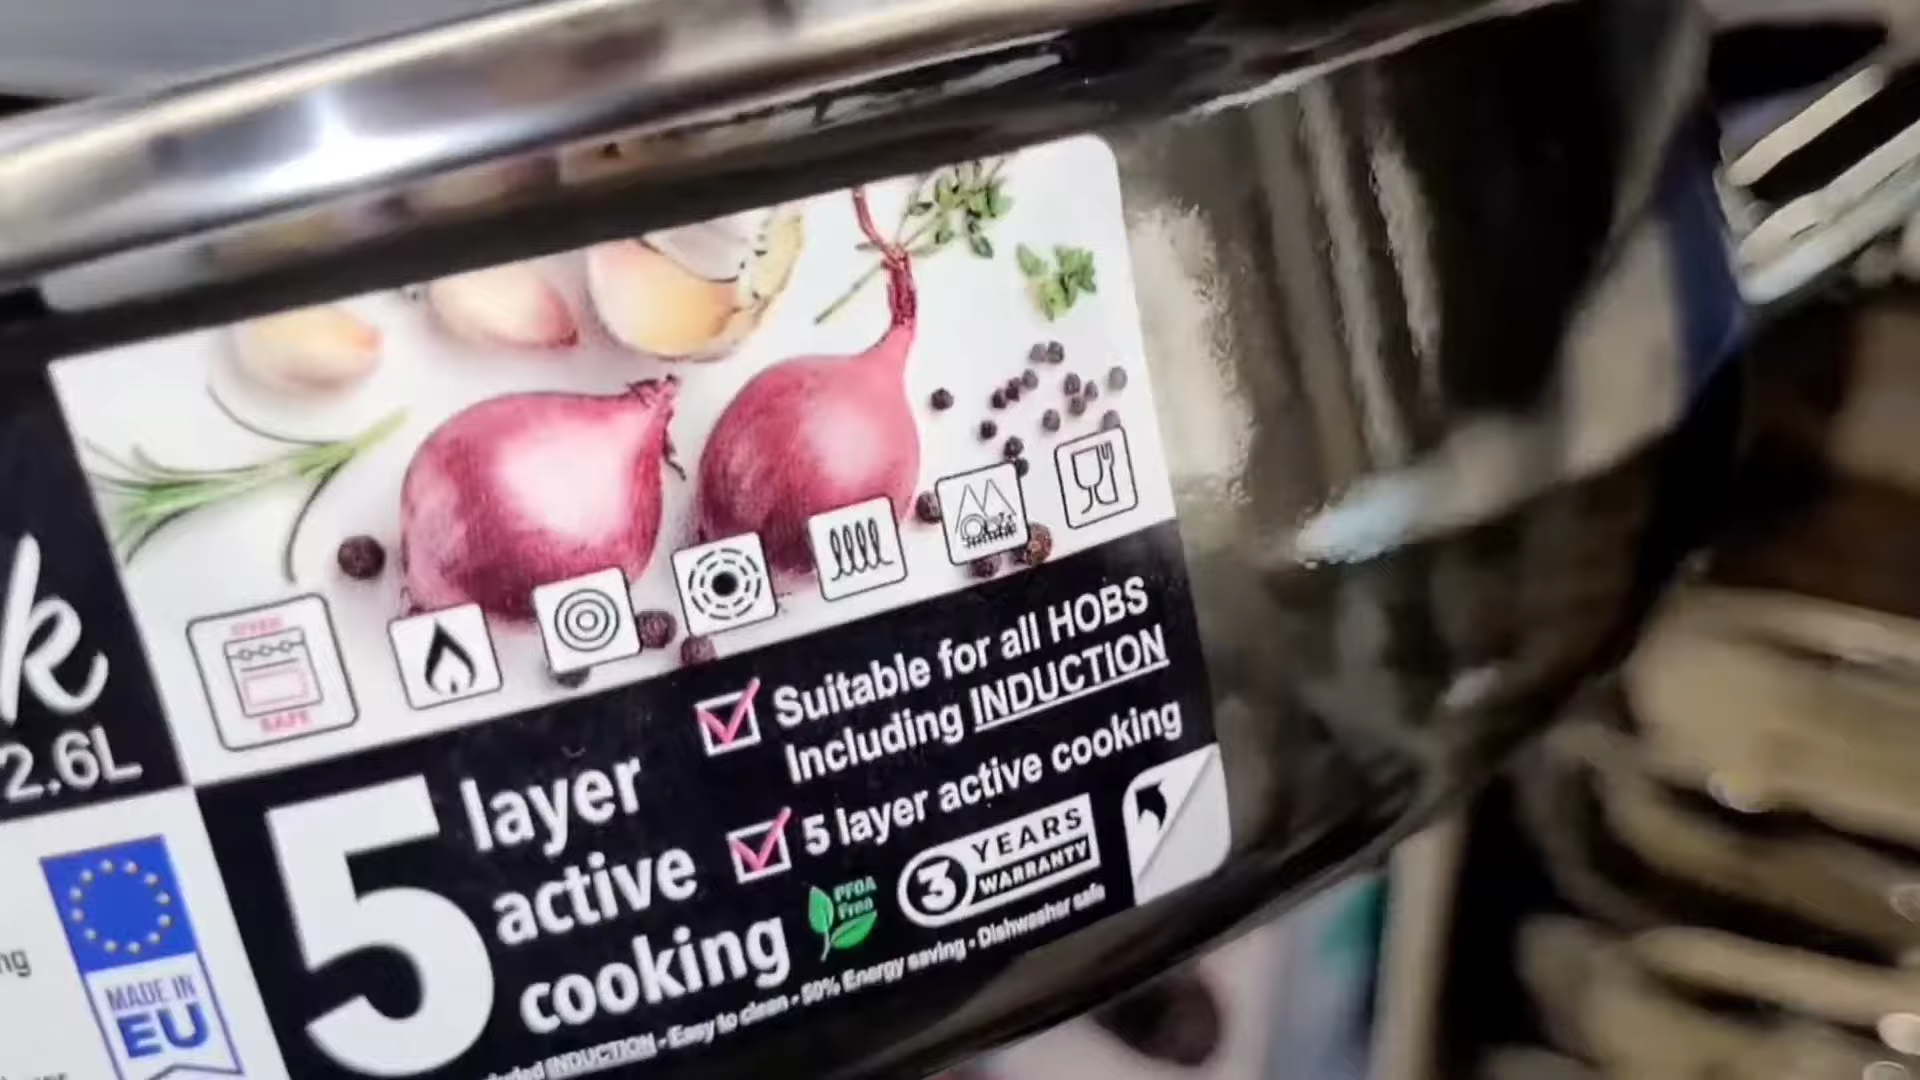 k
2.6L
OVEN
SAFE
Suitable for all HOBS
Including INDUCTION
5 layer active cooking
5 layer
active
cooking
PFOA
Free
3 YEARS
WARRANTY
MADE IN
EU
ng
INDUCTION - Easy to clean - 50% Energy saving - Dishwasher safe